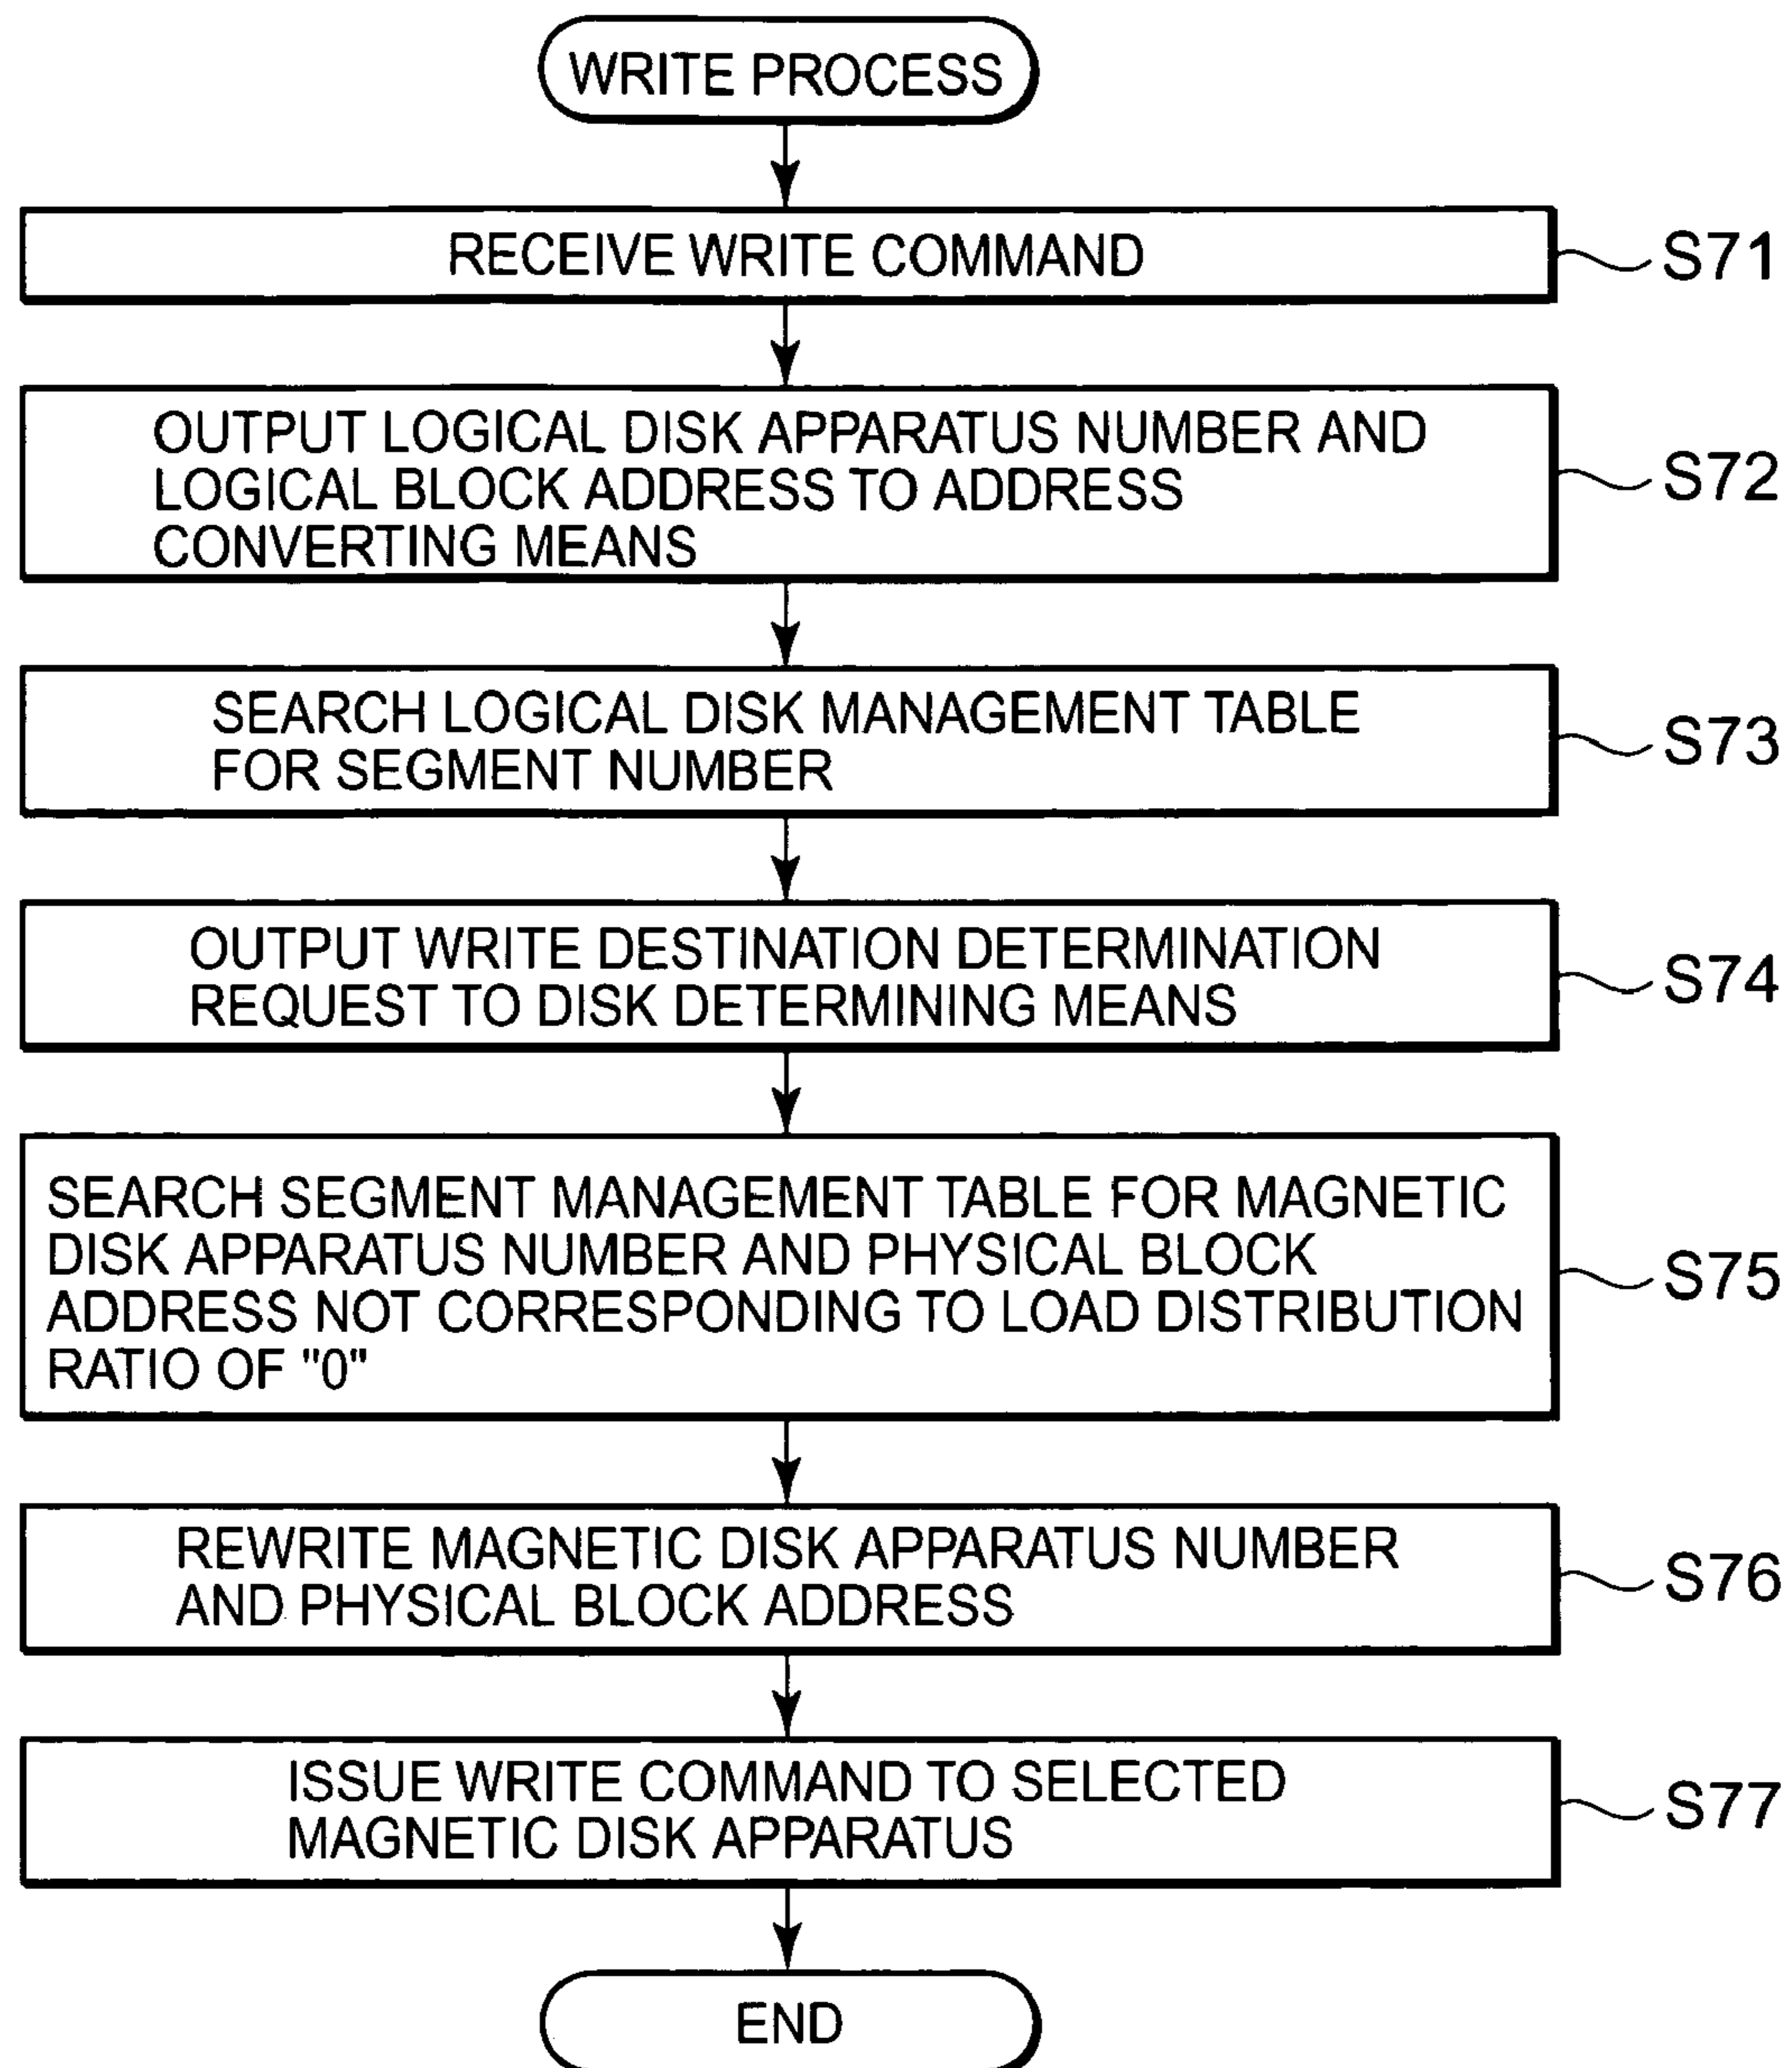 WRITE PROCESS
RECEIVE WRITE COMMAND
S71
OUTPUT LOGICAL DISK APPARATUS NUMBER AND
LOGICAL BLOCK ADDRESS TO ADDRESS
CONVERTING MEANS
S72
SEARCH LOGICAL DISK MANAGEMENT TABLE
FOR SEGMENT NUMBER
S73
OUTPUT WRITE DESTINATION DETERMINATION
REQUEST TO DISK DETERMINING MEANS
S74
SEARCH SEGMENT MANAGEMENT TABLE FOR MAGNETIC
DISK APPARATUS NUMBER AND PHYSICAL BLOCK
ADDRESS NOT CORRESPONDING TO LOAD DISTRIBUTION
RATIO OF "0"
S75
REWRITE MAGNETIC DISK APPARATUS NUMBER
AND PHYSICAL BLOCK ADDRESS
S76
ISSUE WRITE COMMAND TO SELECTED
MAGNETIC DISK APPARATUS
S77
END